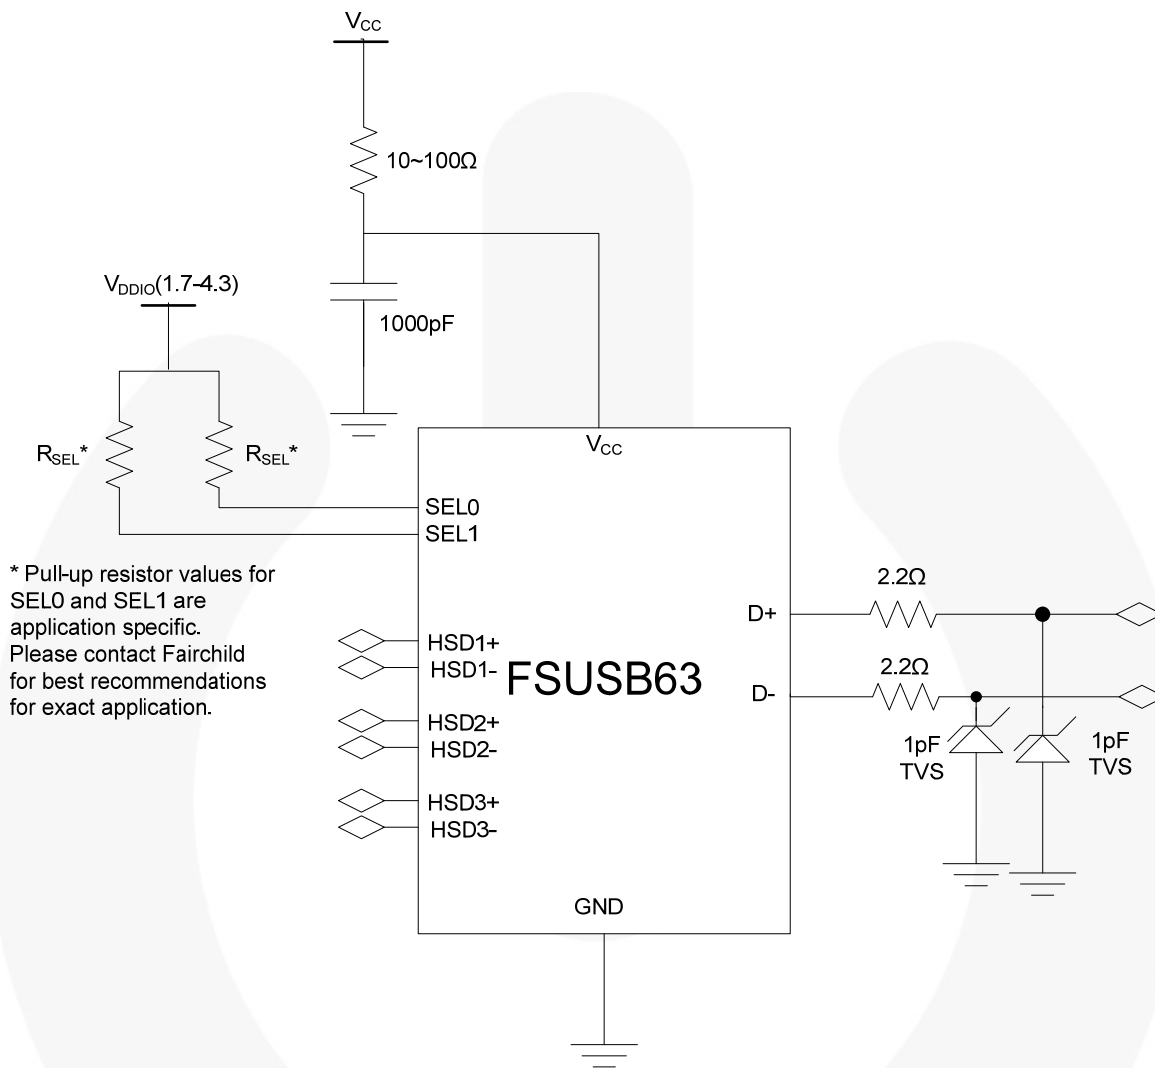 VCC
10~100Ω
VDDIO(1.7-4.3)
1000pF
RSEL*
RSEL*
VCC
SEL0
SEL1
* Pull-up resistor values for
SEL0 and SEL1 are
application specific.
Please contact Fairchild
for best recommendations
for exact application.
2.2Ω
D+
HSD1+
HSD1-
FSUSB63
2.2Ω
D-
HSD2+
HSD2-
1pF
TVS
1pF
TVS
HSD3+
HSD3-
GND